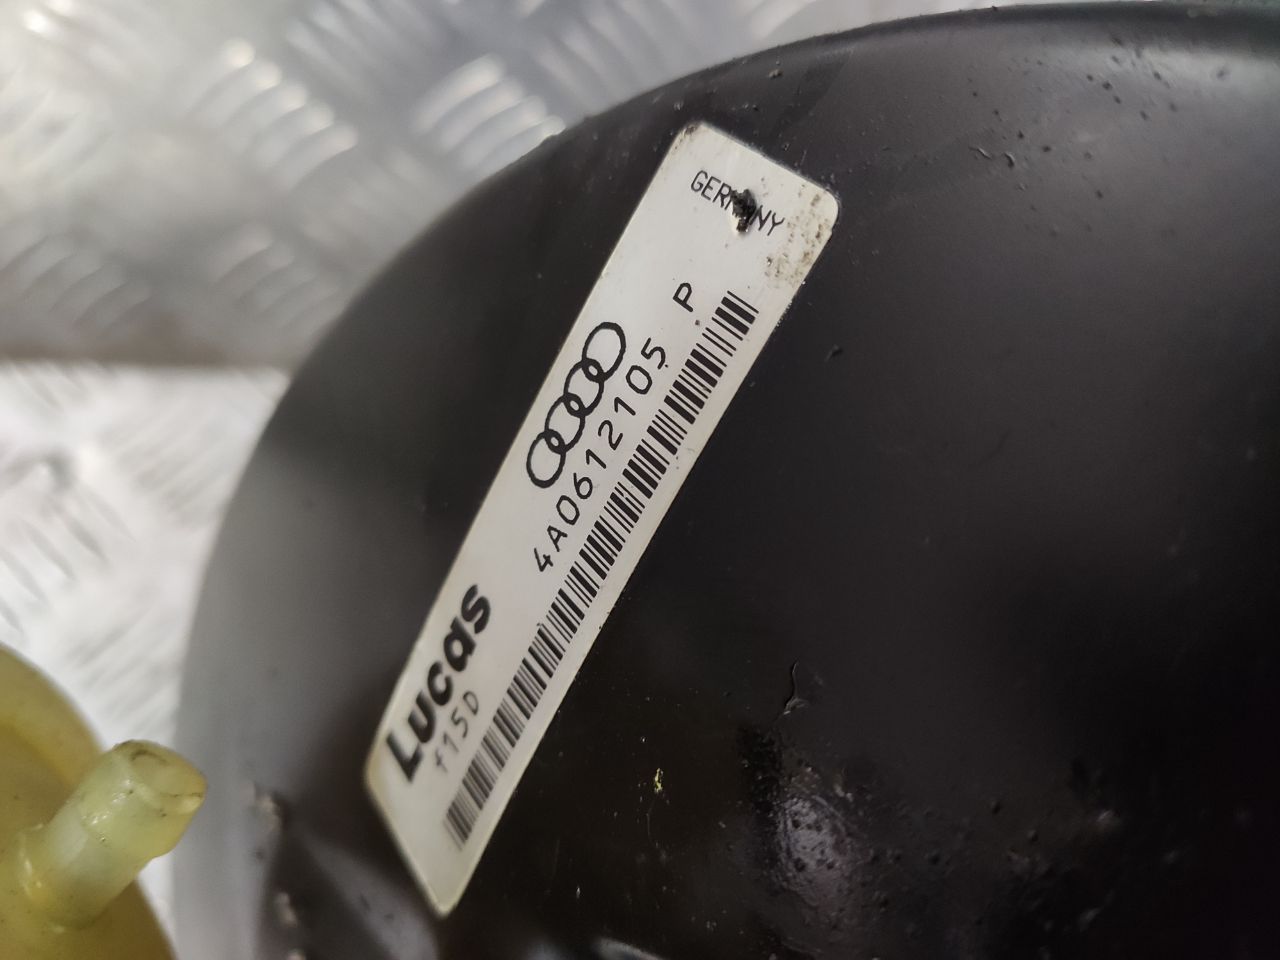 GERMANY
4A0612105 P
Lucas
f15D